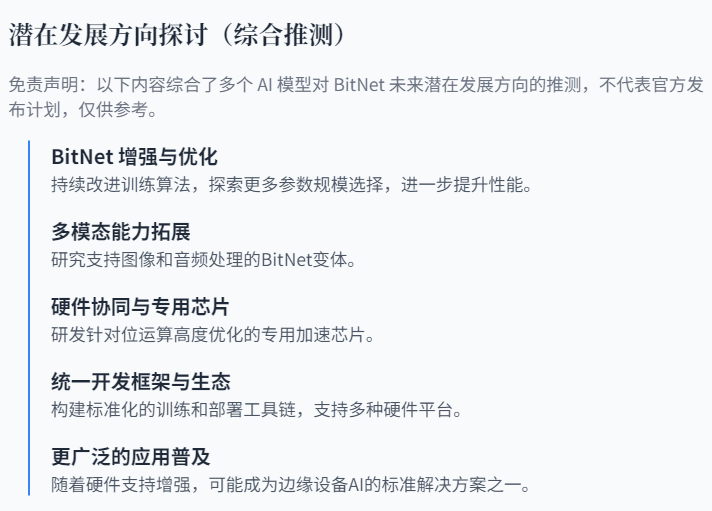 潜在发展方向探讨（综合推测）
免责声明：以下内容综合了多个 AI 模型对 BitNet 未来潜在发展方向的推测，不代表官方发
布计划，仅供参考。
BitNet 增强与优化
持续改进训练算法，探索更多参数规模选择，进一步提升性能。
多模态能力拓展
研究支持图像和音频处理的BitNet变体。
硬件协同与专用芯片
研发针对位运算高度优化的专用加速芯片。
统一开发框架与生态
构建标准化的训练和部署工具链，支持多种硬件平台。
更广泛的应用普及
随着硬件支持增强，可能成为边缘设备AI的标准解决方案之一。